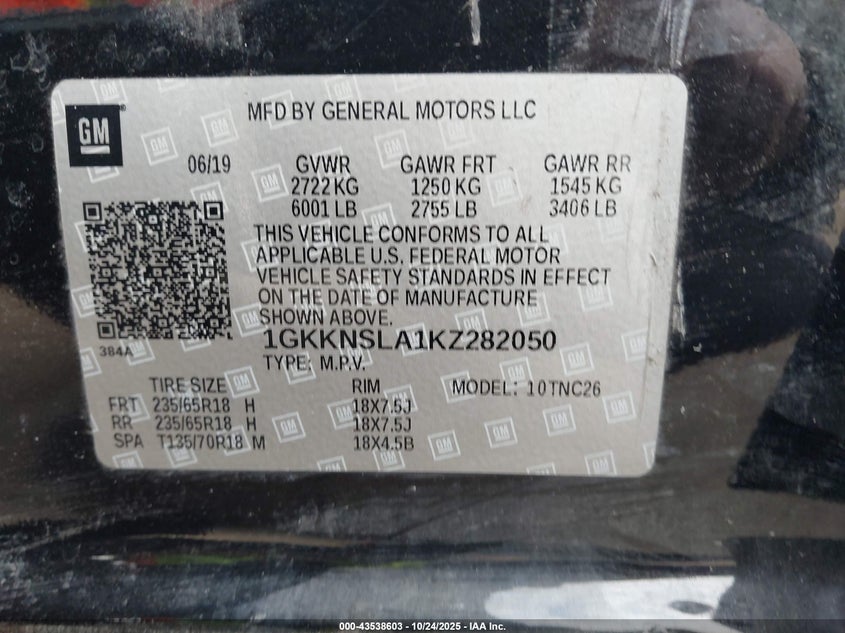 GM
MFD BY GENERAL MOTORS LLC
06/19 GVWR GAWR FRT GAWR RR
2722 KG 1250 KG 1545 KG
6001 LB 2755 LB 3406 LB
THIS VEHICLE CONFORMS TO ALL
APPLICABLE U.S. FEDERAL MOTOR
VEHICLE SAFETY STANDARDS IN EFFECT
ON THE DATE OF MANUFACTURE
SHOWN ABOVE.
1GKKNSLA1KZ282050
384A
TYPE: M.P.V.
TIRE SIZE RIM MODEL: 10TNC26
FRT 235/65R18 H 18X7.5J
RR 235/65R18 H 18X7.5J
SPA T135/70R18 M 18X4.5B
000-43538603 - 10/24/2025 - IAA Inc.